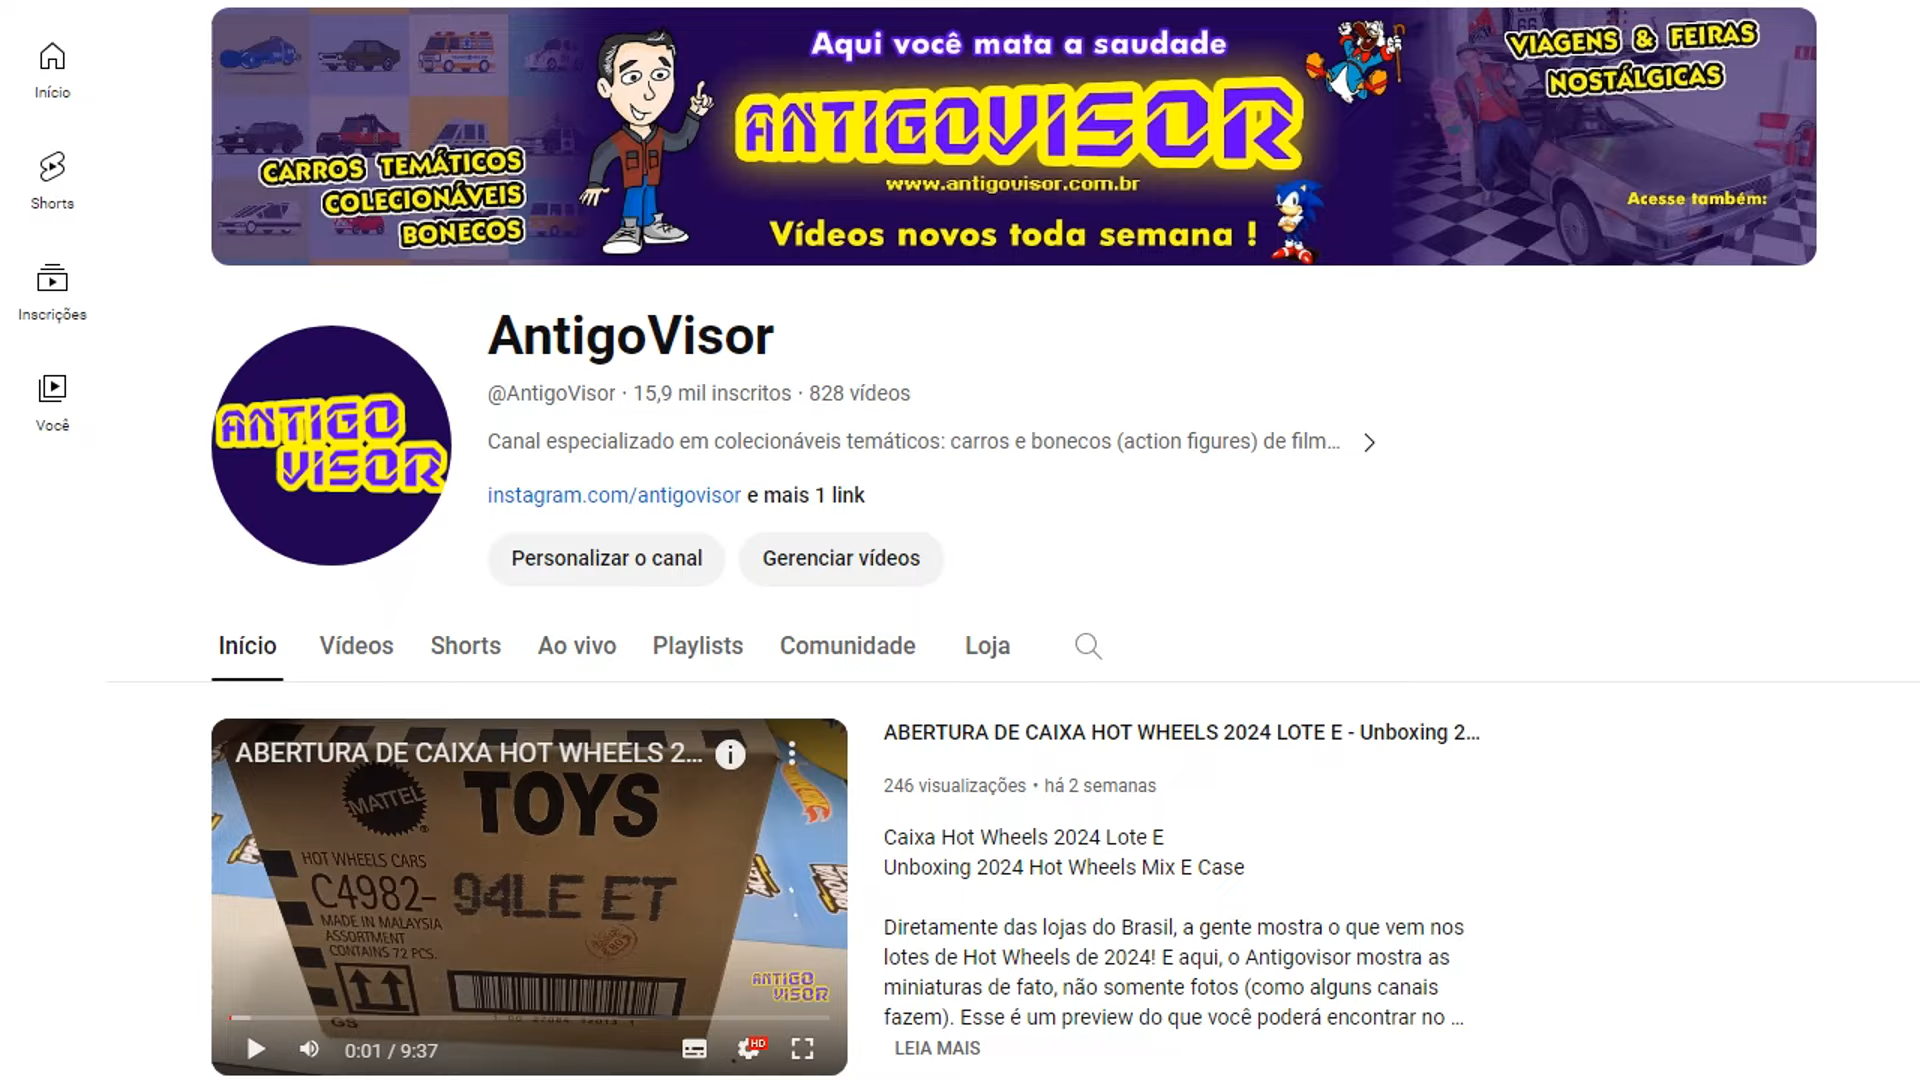 Início
Shorts
Inscrições
Você
Aqui você mata a saudade
ANTIGOVISOR
www.antigovisor.com.br
Vídeos novos toda semana !
CARROS TEMÁTICOS
COLECIONÁVEIS
BONECOS
VIAGENS & FEIRAS
NOSTÁLGICAS
66
Acesse também:
ANTIGO
VISOR
AntigoVisor
@AntigoVisor · 15,9 mil inscritos · 828 vídeos
Canal especializado em colecionáveis temáticos: carros e bonecos (action figures) de film...
instagram.com/antigovisor e mais 1 link
Personalizar o canal
Gerenciar vídeos
Início Vídeos Shorts Ao vivo Playlists Comunidade Loja
ABERTURA DE CAIXA HOT WHEELS 2...
MATTEL
TOYS
HOT WHEELS CARS
C4982-94LE ET
MADE IN MALAYSIA
ASSORTMENT
CONTAINS 72 PCS.
GS
ANTIGO
VISOR
0:01 / 9:37
HD
ABERTURA DE CAIXA HOT WHEELS 2024 LOTE E - Unboxing 2...
246 visualizações • há 2 semanas
Caixa Hot Wheels 2024 Lote E
Unboxing 2024 Hot Wheels Mix E Case
Diretamente das lojas do Brasil, a gente mostra o que vem nos
lotes de Hot Wheels de 2024! E aqui, o Antigovisor mostra as
miniaturas de fato, não somente fotos (como alguns canais
fazem). Esse é um preview do que você poderá encontrar no ...
LEIA MAIS